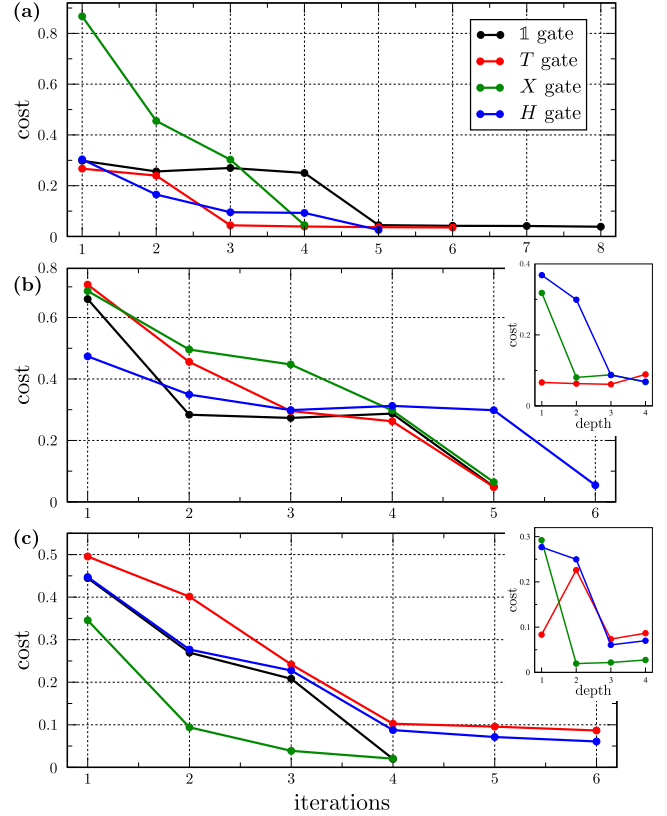 (a)
cost
0.8
0.6
0.4
0.2
0
1 2 3 4 5 6 7 8
𝟙 gate
T gate
X gate
H gate
(b)
cost
0.8
0.6
0.4
0.2
0
1 2 3 4 5 6
cost
0.4
0.2
0
1 2 3 4
depth
(c)
cost
0.5
0.4
0.3
0.2
0.1
0
1 2 3 4 5 6
iterations
cost
0.3
0.2
0.1
0
1 2 3 4
depth